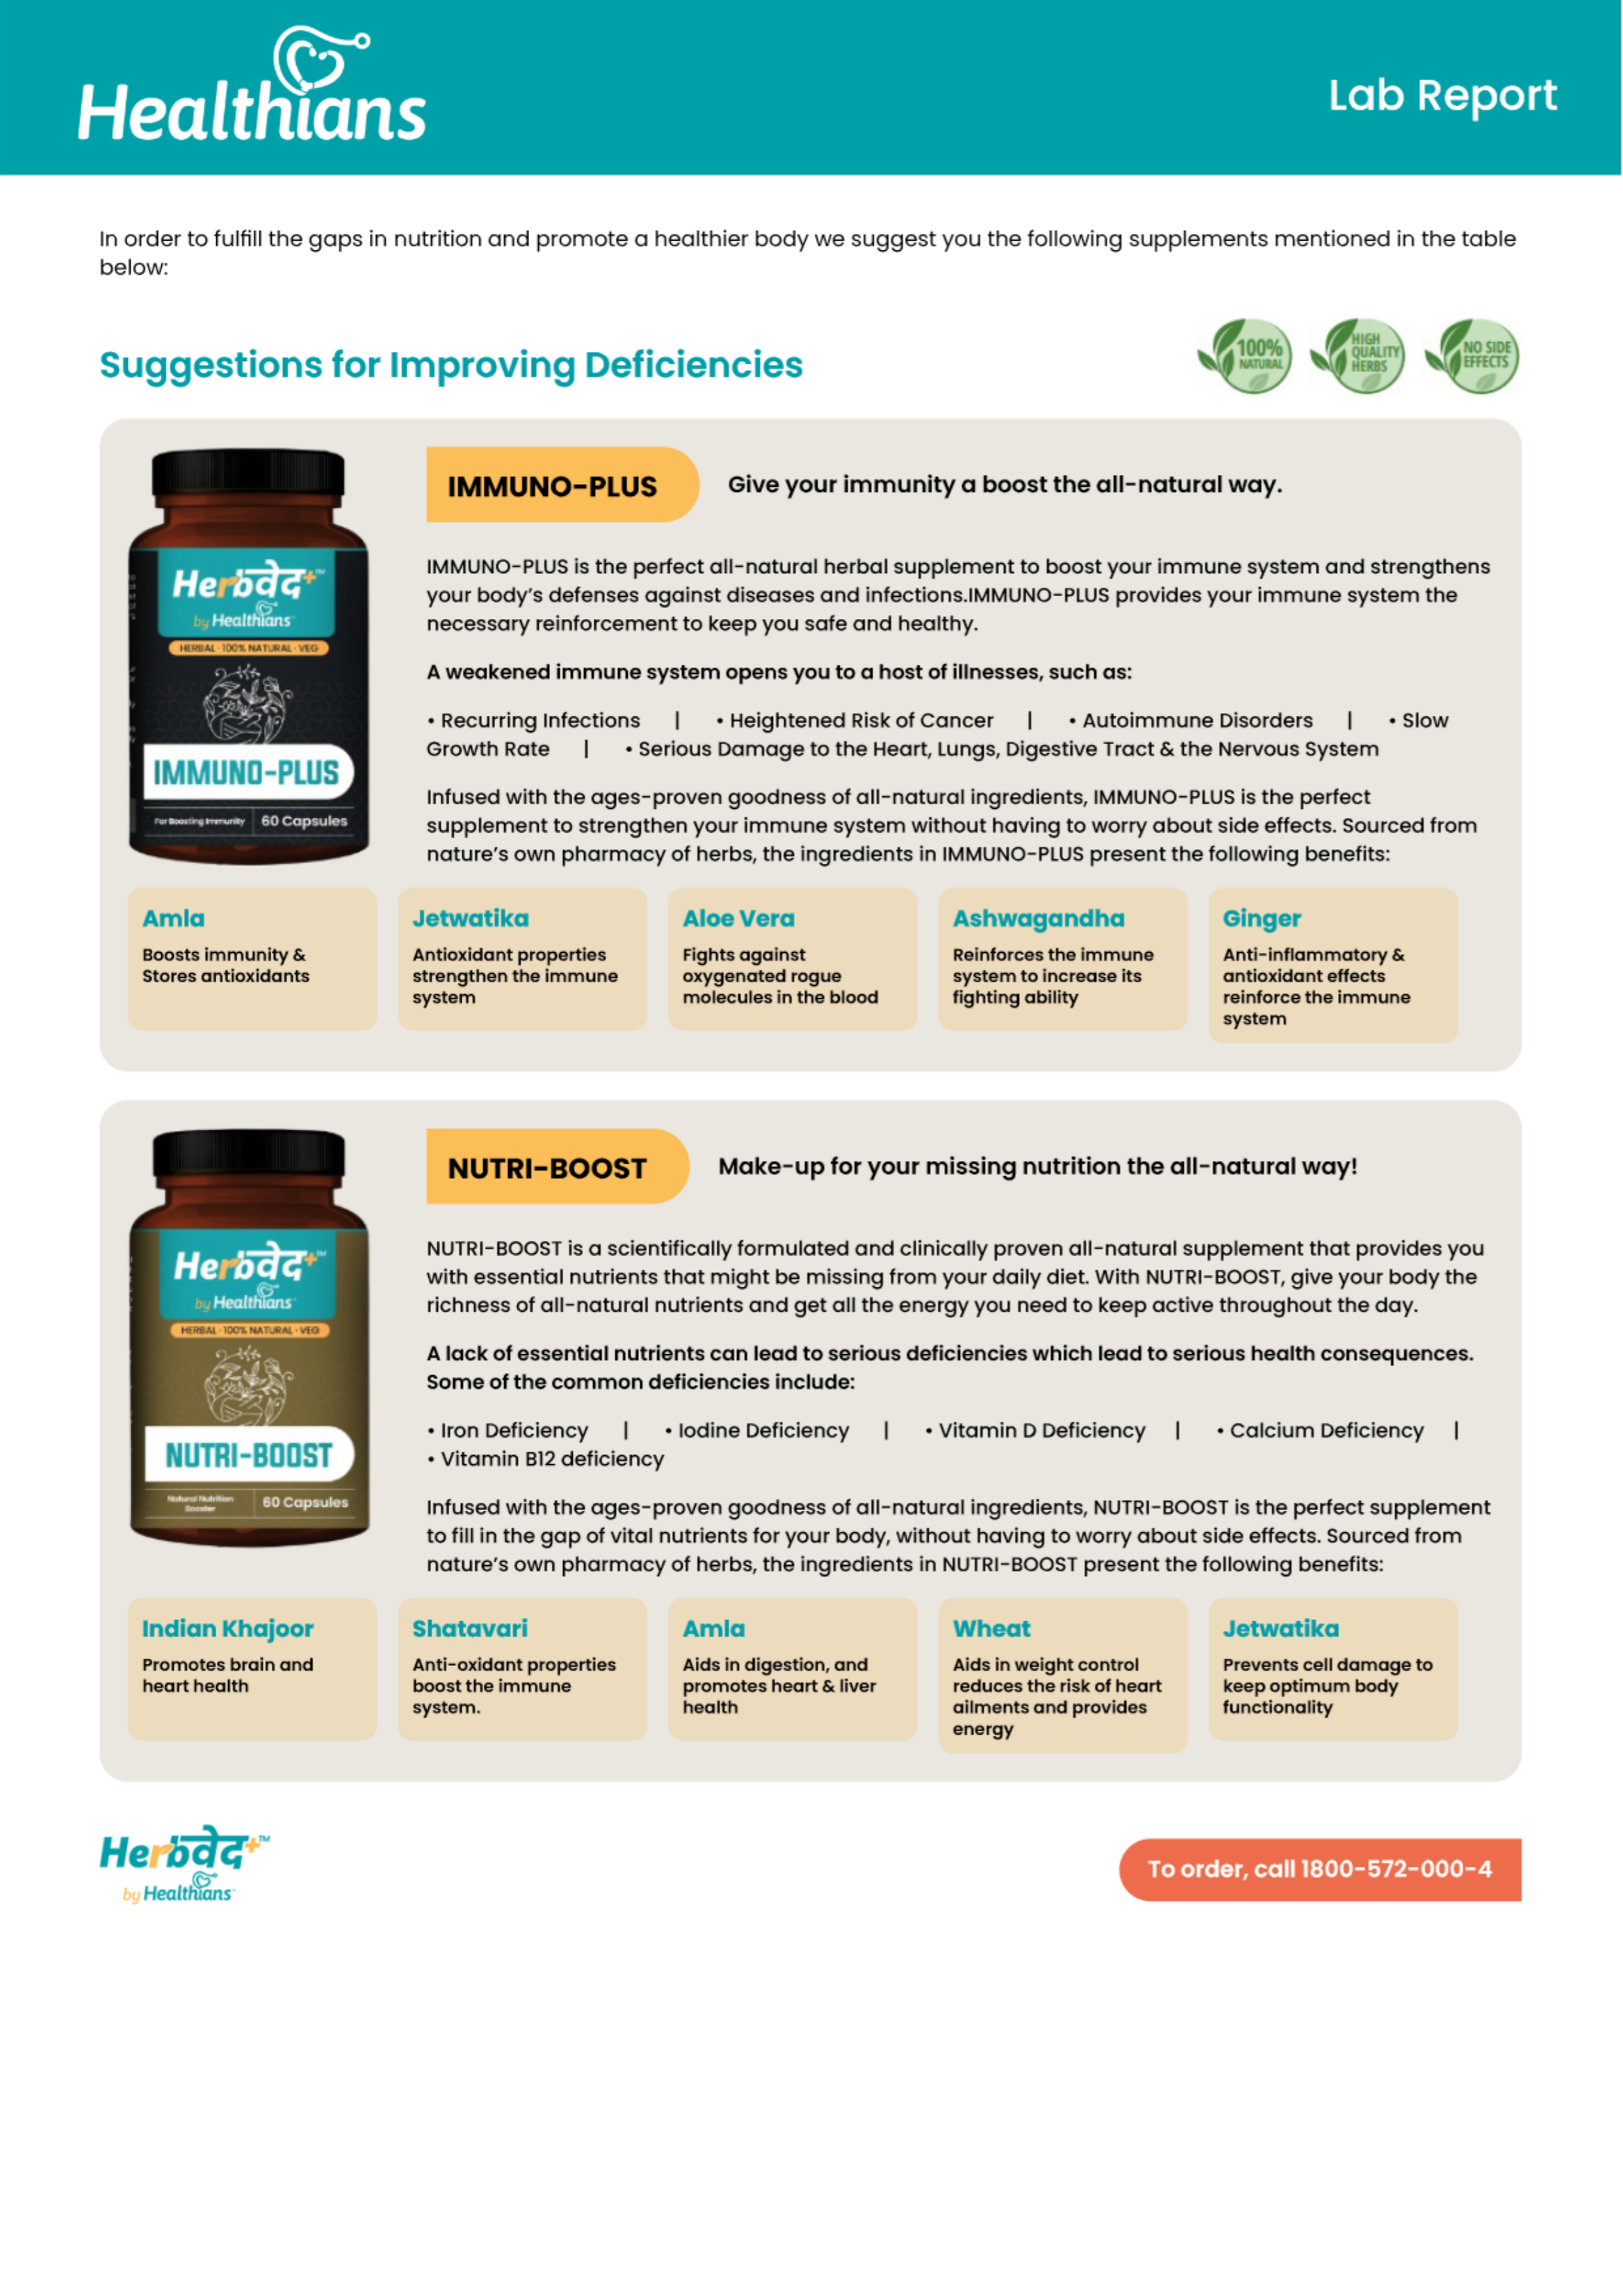 Healthians
Lab Report
In order to fulfill the gaps in nutrition and promote a healthier body we suggest you the following supplements mentioned in the table
below:
Suggestions for Improving Deficiencies
100%
NATURAL
HIGH
QUALITY
HERBS
NO SIDE
EFFECTS
IMMUNO-PLUS
Give your immunity a boost the all-natural way.
IMMUNO-PLUS is the perfect all-natural herbal supplement to boost your immune system and strengthens
your body's defenses against diseases and infections.IMMUNO-PLUS provides your immune system the
necessary reinforcement to keep you safe and healthy.
A weakened immune system opens you to a host of illnesses, such as:
• Recurring Infections | • Heightened Risk of Cancer | • Autoimmune Disorders | • Slow
Growth Rate | • Serious Damage to the Heart, Lungs, Digestive Tract & the Nervous System
Infused with the ages-proven goodness of all-natural ingredients, IMMUNO-PLUS is the perfect
supplement to strengthen your immune system without having to worry about side effects. Sourced from
nature's own pharmacy of herbs, the ingredients in IMMUNO-PLUS present the following benefits:
Herbवेद+™
by Healthians
HERBAL · 100% NATURAL · VEG
IMMUNO-PLUS
For Boosting Immunity
60 Capsules
Amla
Boosts immunity &
Stores antioxidants
Jetwatika
Antioxidant properties
strengthen the immune
system
Aloe Vera
Fights against
oxygenated rogue
molecules in the blood
Ashwagandha
Reinforces the immune
system to increase its
fighting ability
Ginger
Anti-inflammatory &
antioxidant effects
reinforce the immune
system
NUTRI-BOOST
Make-up for your missing nutrition the all-natural way!
NUTRI-BOOST is a scientifically formulated and clinically proven all-natural supplement that provides you
with essential nutrients that might be missing from your daily diet. With NUTRI-BOOST, give your body the
richness of all-natural nutrients and get all the energy you need to keep active throughout the day.
A lack of essential nutrients can lead to serious deficiencies which lead to serious health consequences.
Some of the common deficiencies include:
• Iron Deficiency | • Iodine Deficiency | • Vitamin D Deficiency | • Calcium Deficiency |
• Vitamin B12 deficiency
Infused with the ages-proven goodness of all-natural ingredients, NUTRI-BOOST is the perfect supplement
to fill in the gap of vital nutrients for your body, without having to worry about side effects. Sourced from
nature's own pharmacy of herbs, the ingredients in NUTRI-BOOST present the following benefits:
Herbवेद+™
by Healthians
HERBAL · 100% NATURAL · VEG
NUTRI-BOOST
Natural Nutrition
Booster
60 Capsules
Indian Khajoor
Promotes brain and
heart health
Shatavari
Anti-oxidant properties
boost the immune
system.
Amla
Aids in digestion, and
promotes heart & liver
health
Wheat
Aids in weight control
reduces the risk of heart
ailments and provides
energy
Jetwatika
Prevents cell damage to
keep optimum body
functionality
Herbवेद+™
by Healthians
To order, call 1800-572-000-4